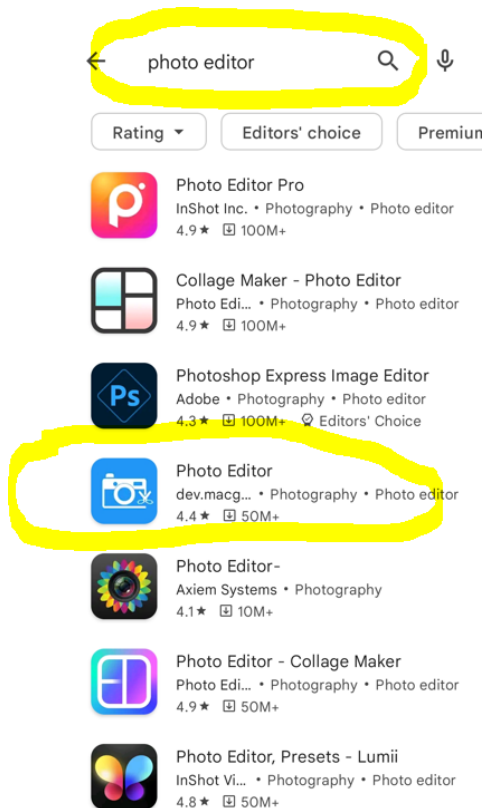 photo editor
Rating Editors' choice Premium
Photo Editor Pro
InShot Inc. • Photography • Photo editor
4.9★ 100M+
Collage Maker - Photo Editor
Photo Edi... • Photography • Photo editor
4.9★ 100M+
Ps
Photoshop Express Image Editor
Adobe • Photography • Photo editor
4.3★ 100M+ Editors' Choice
Photo Editor
dev.macg... • Photography • Photo editor
4.4★ 50M+
Photo Editor-
Axiem Systems • Photography
4.1★ 10M+
Photo Editor - Collage Maker
Photo Edi... • Photography • Photo editor
4.9★ 50M+
Photo Editor, Presets - Lumii
InShot Vi... • Photography • Photo editor
4.8★ 50M+